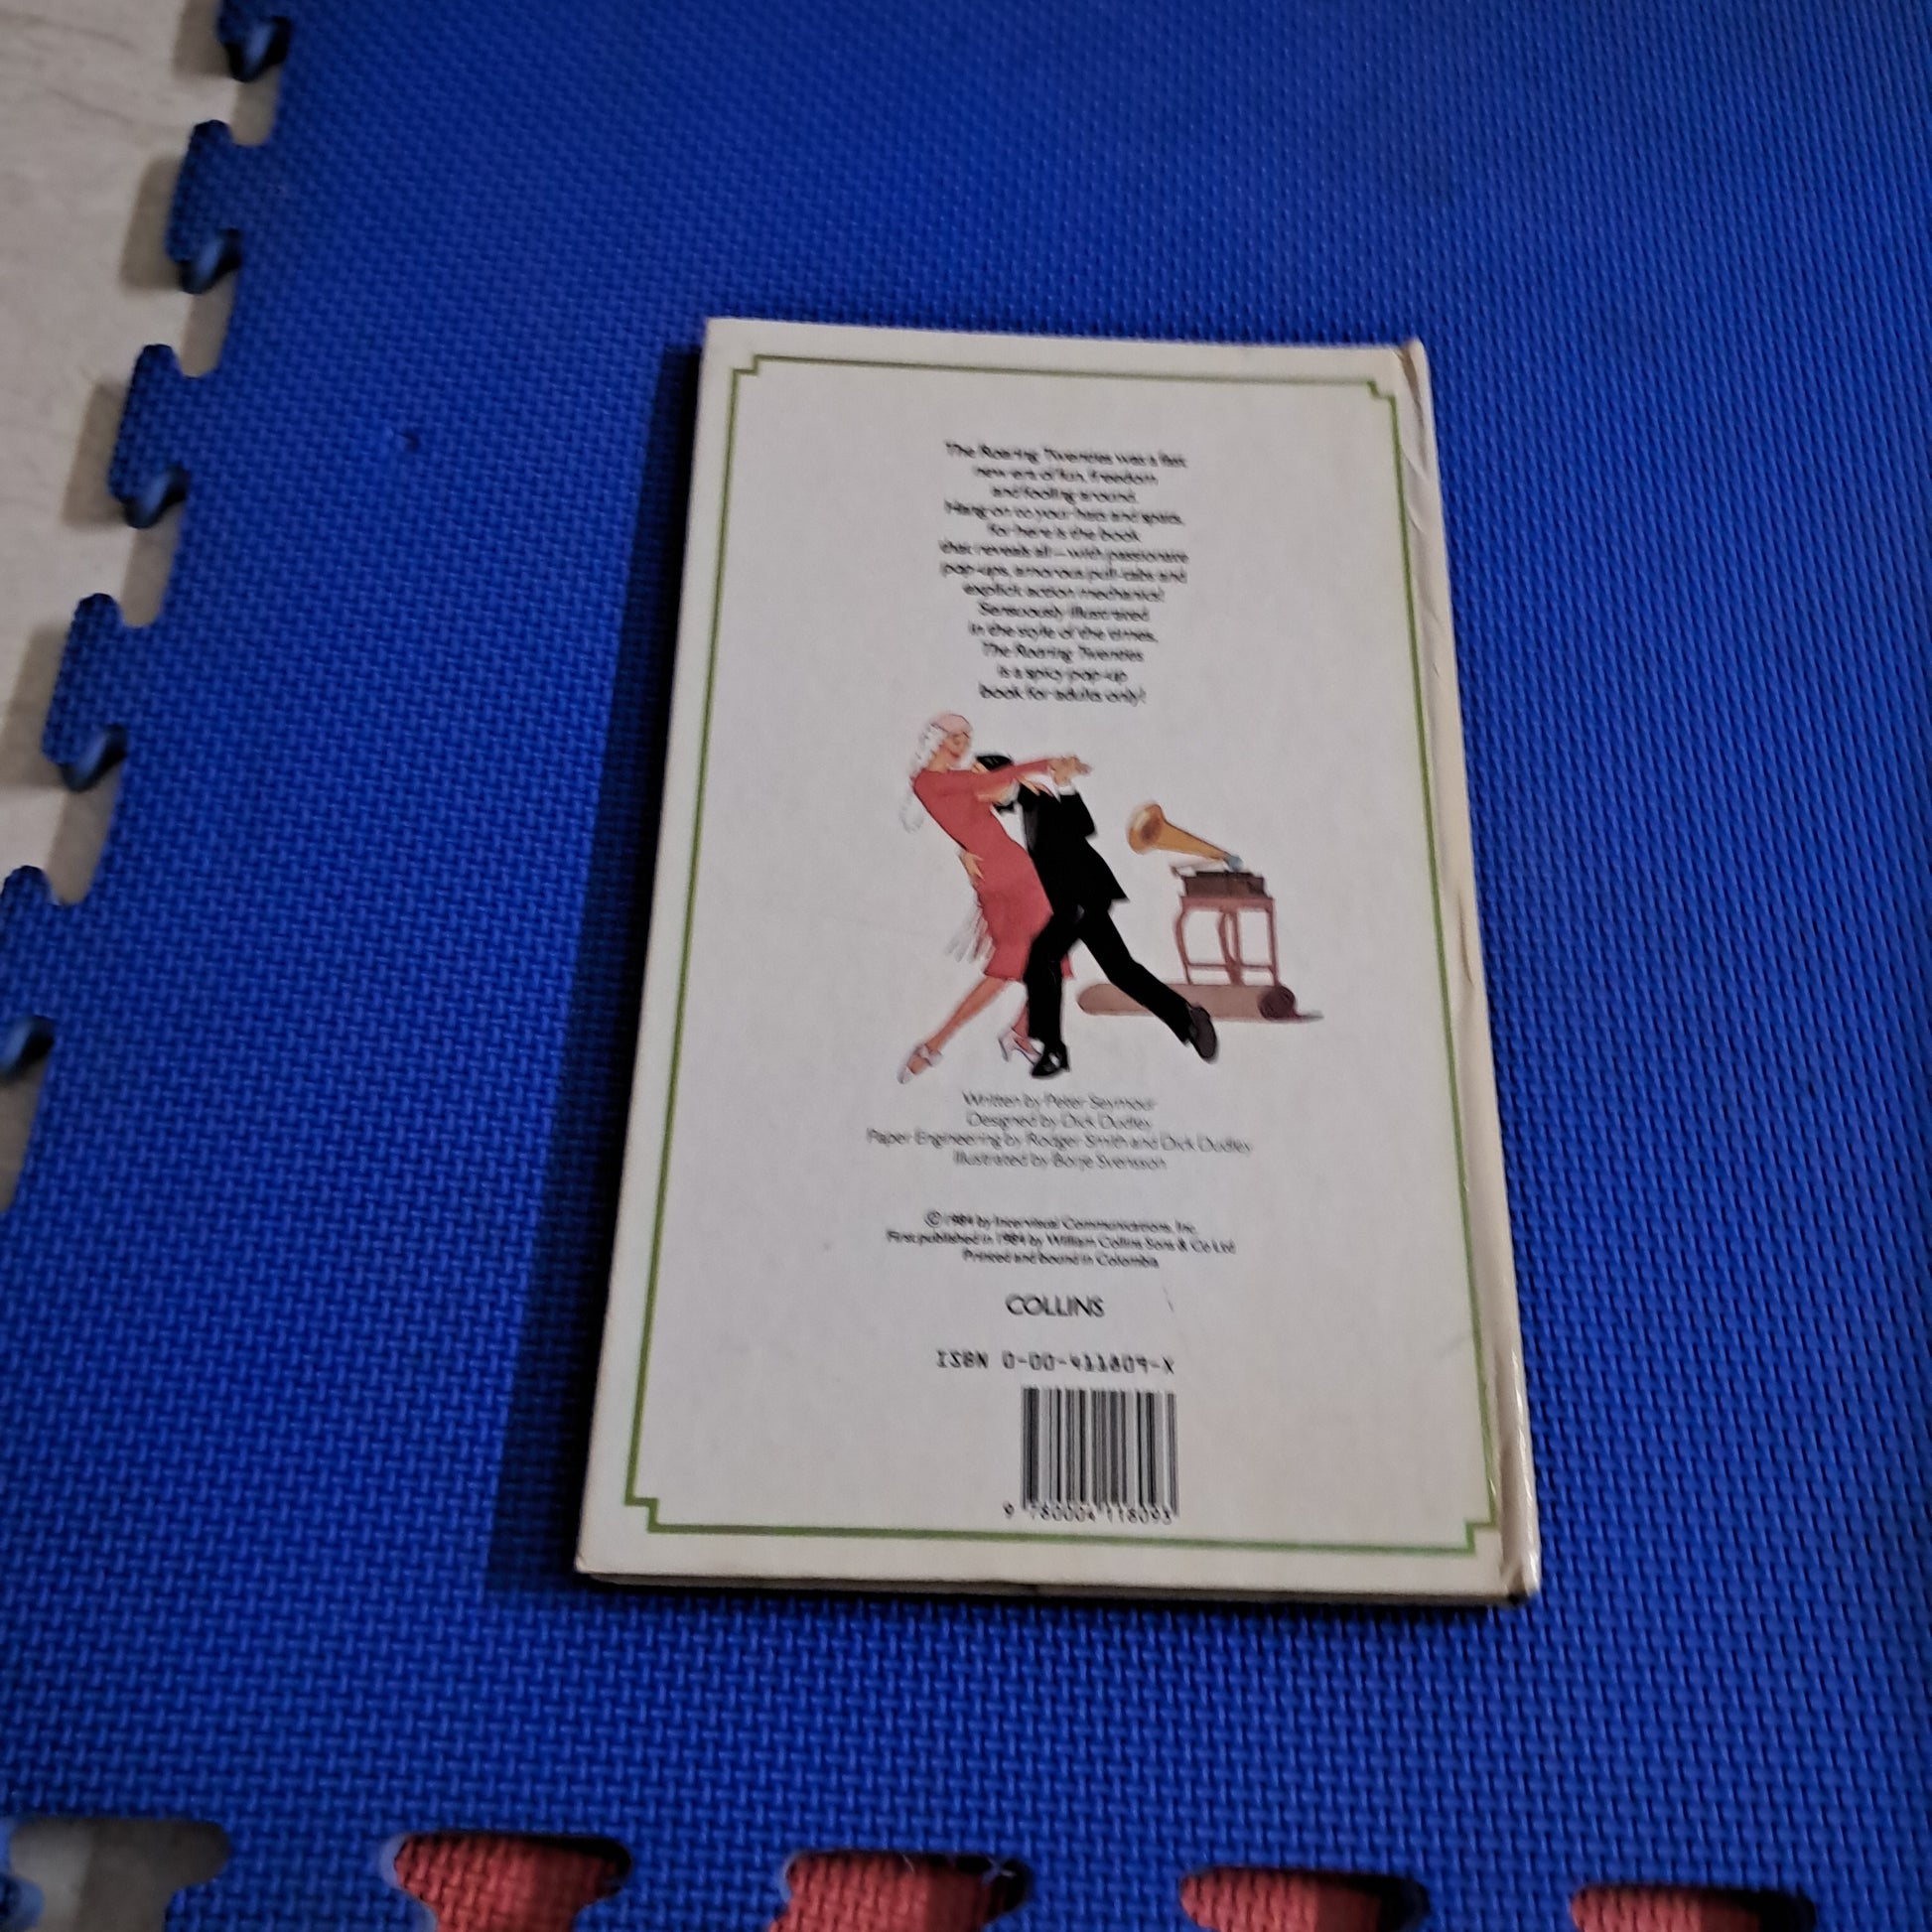 The Roaring Twenties was a fast
new era of fun, freedom
and fooling around.
Hang on to your hats and spats,
for here is the book
that reveals all – with passionate
pop-ups, amorous pull-tabs and
explicit action mechanics!
Sensuously illustrated
in the style of the times,
The Roaring Twenties
is a spicy pop-up
book for adults only!
Written by Peter Seymour
Designed by Dick Dudley
Paper Engineering by Rodger Smith and Dick Dudley
Illustrated by Borje Svensson
© 1984 by Intervisual Communications, Inc.
First published in 1984 by William Collins Sons & Co Ltd
Printed and bound in Colombia
COLLINS
ISBN 0-00-411809-X
9 780004 118093